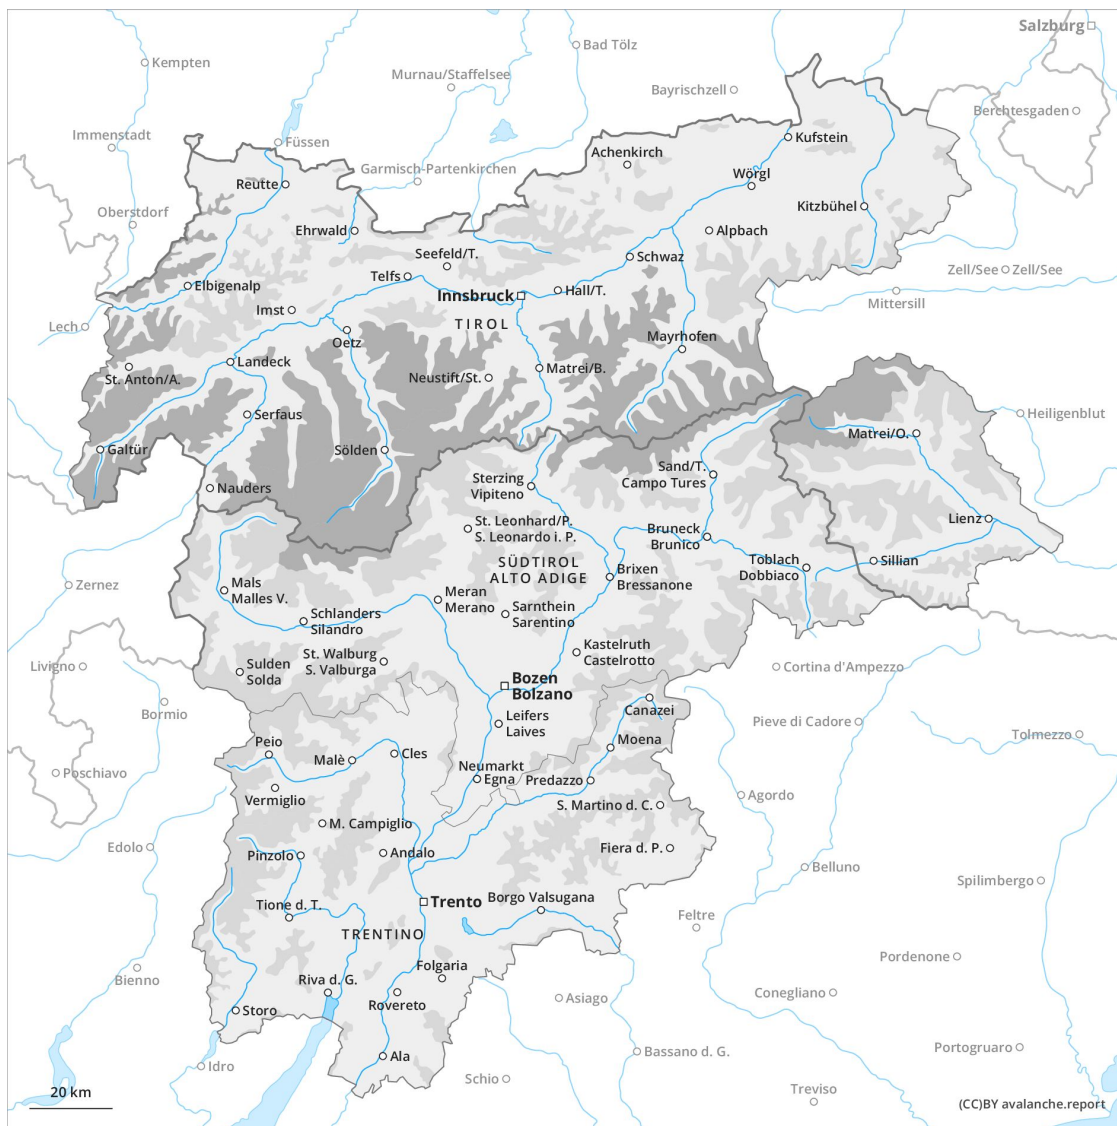 Salzburg
Bad Tölz
Kempten
Murnau/Staffelsee
Bayrischzell
Berchtesgaden
Immenstadt
Füssen
Kufstein
Achenkirch
Garmisch-Partenkirchen
Wörgl
Reutte
Oberstdorf
Kitzbühel
Ehrwald
Alpbach
Seefeld/T.
Schwaz
Telfs
Zell/See
Zell/See
Elbigenalp
Hall/T.
Innsbruck
Mittersill
Imst
TIROL
Lech
Oetz
Mayrhofen
Landeck
Matrei/B.
St. Anton/A.
Neustift/St.
Serfaus
Heiligenblut
Matrei/O.
Galtür
Sölden
Sand/T.
Campo Tures
Sterzing
Vipiteno
Nauders
Lienz
St. Leonhard/P.
S. Leonardo i. P.
Bruneck
Brunico
SÜDTIROL
ALTO ADIGE
Toblach
Dobbiaco
Sillian
Brixen
Bressanone
Zernez
Mals
Malles V.
Meran
Merano
Sarnthein
Sarentino
Schlanders
Silandro
Kastelruth
Castelrotto
St. Walburg
S. Valburga
Livigno
Sulden
Solda
Cortina d'Ampezzo
Bozen
Bolzano
Bormio
Canazei
Leifers
Laives
Pieve di Cadore
Tolmezzo
Moena
Peio
Cles
Malè
Poschiavo
Neumarkt
Egna
Predazzo
Vermiglio
Agordo
S. Martino d. C.
M. Campiglio
Edolo
Fiera d. P.
Pinzolo
Andalo
Belluno
Spilimbergo
Borgo Valsugana
Trento
Tione d. T.
Feltre
TRENTINO
Pordenone
Bienno
Folgaria
Riva d. G.
Conegliano
Asiago
Rovereto
Storo
Portogruaro
Bassano d. G.
Ala
Idro
Schio
Treviso
20 km
(CC)BY avalanche.report